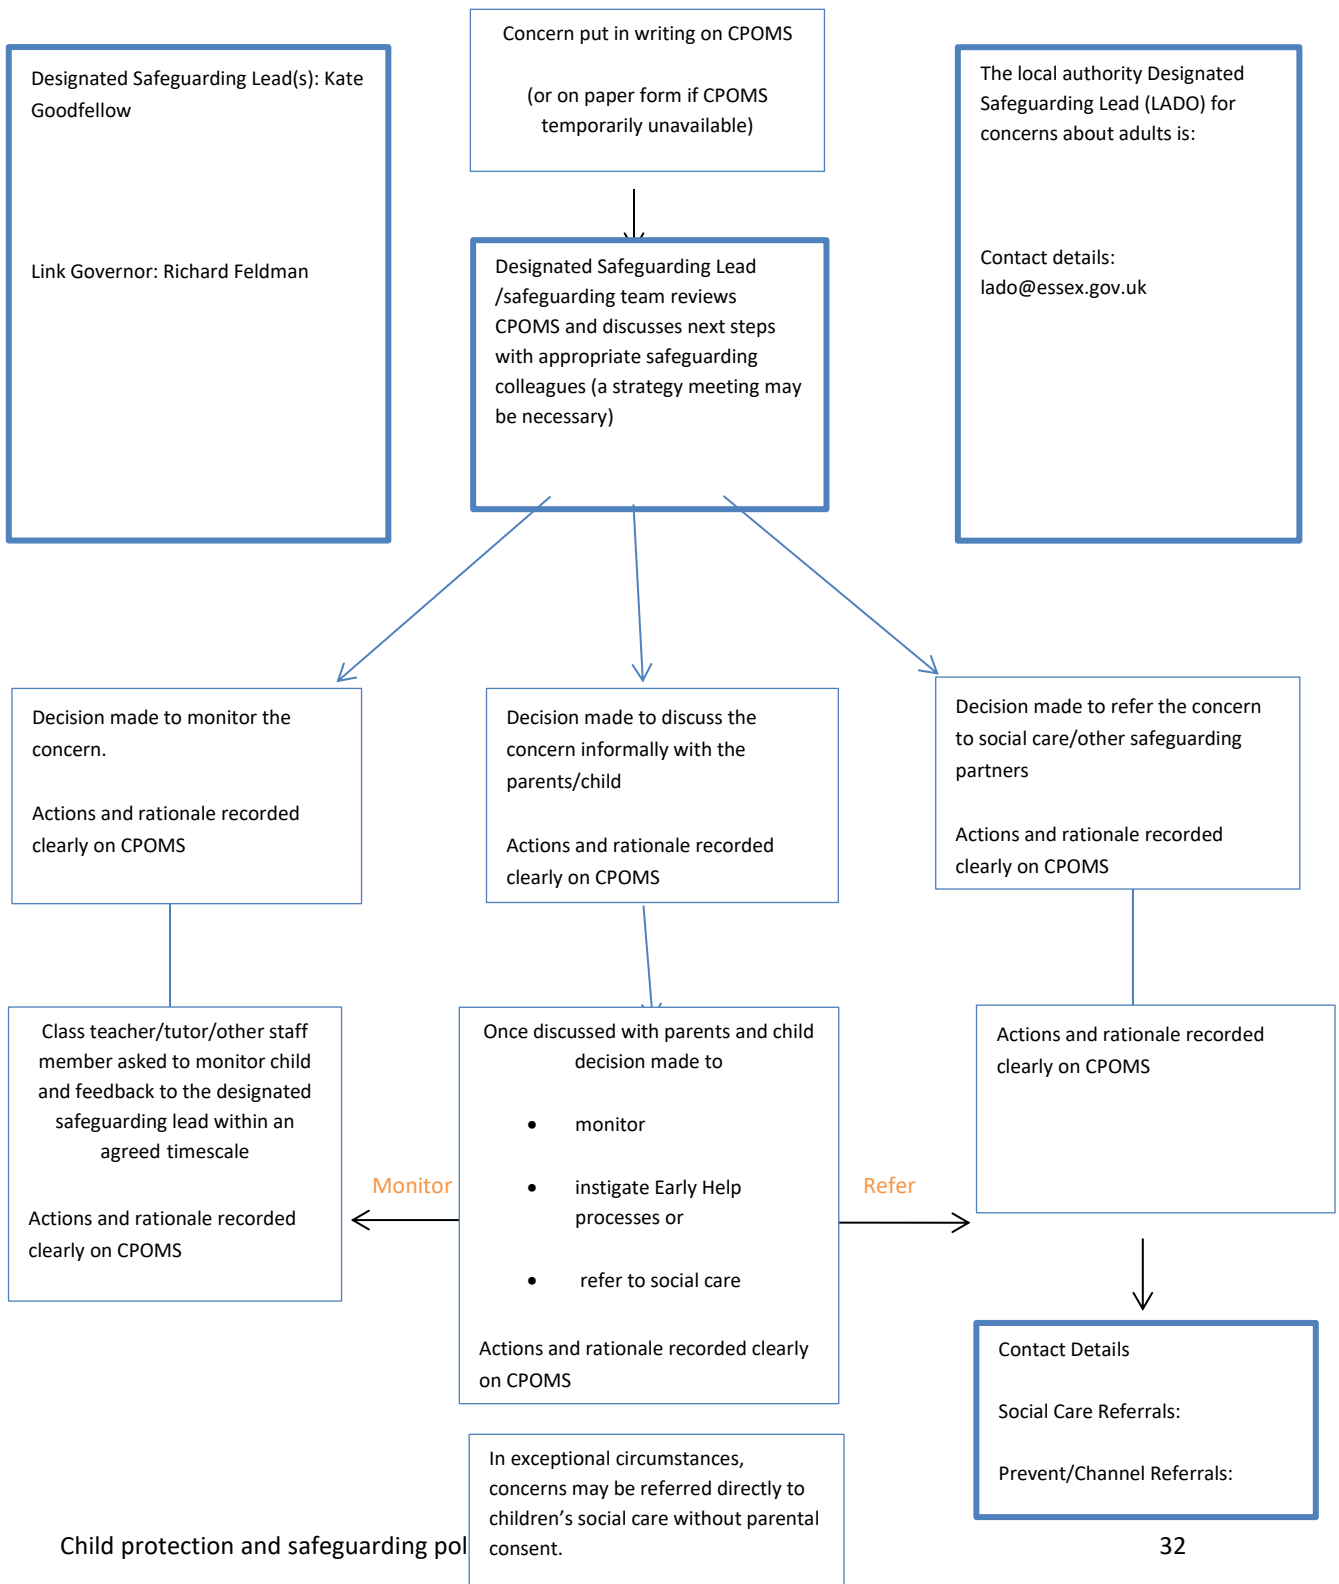 Concern put in writing on CPOMS
(or on paper form if CPOMS
temporarily unavailable)
Designated Safeguarding Lead(s): Kate
Goodfellow
Link Governor: Richard Feldman
The local authority Designated
Safeguarding Lead (LADO) for
concerns about adults is:
Contact details:
lado@essex.gov.uk
Designated Safeguarding Lead
/safeguarding team reviews
CPOMS and discusses next steps
with appropriate safeguarding
colleagues (a strategy meeting may
be necessary)
Decision made to monitor the
concern.
Actions and rationale recorded
clearly on CPOMS
Decision made to discuss the
concern informally with the
parents/child
Actions and rationale recorded
clearly on CPOMS
Decision made to refer the concern
to social care/other safeguarding
partners
Actions and rationale recorded
clearly on CPOMS
Class teacher/tutor/other staff
member asked to monitor child
and feedback to the designated
safeguarding lead within an
agreed timescale
Actions and rationale recorded
clearly on CPOMS
Monitor
Once discussed with parents and child
decision made to
• monitor
• instigate Early Help
processes or
• refer to social care
Actions and rationale recorded clearly
on CPOMS
Refer
Actions and rationale recorded
clearly on CPOMS
Contact Details
Social Care Referrals:
Prevent/Channel Referrals:
In exceptional circumstances,
concerns may be referred directly to
children’s social care without parental
consent.
Child protection and safeguarding pol
32